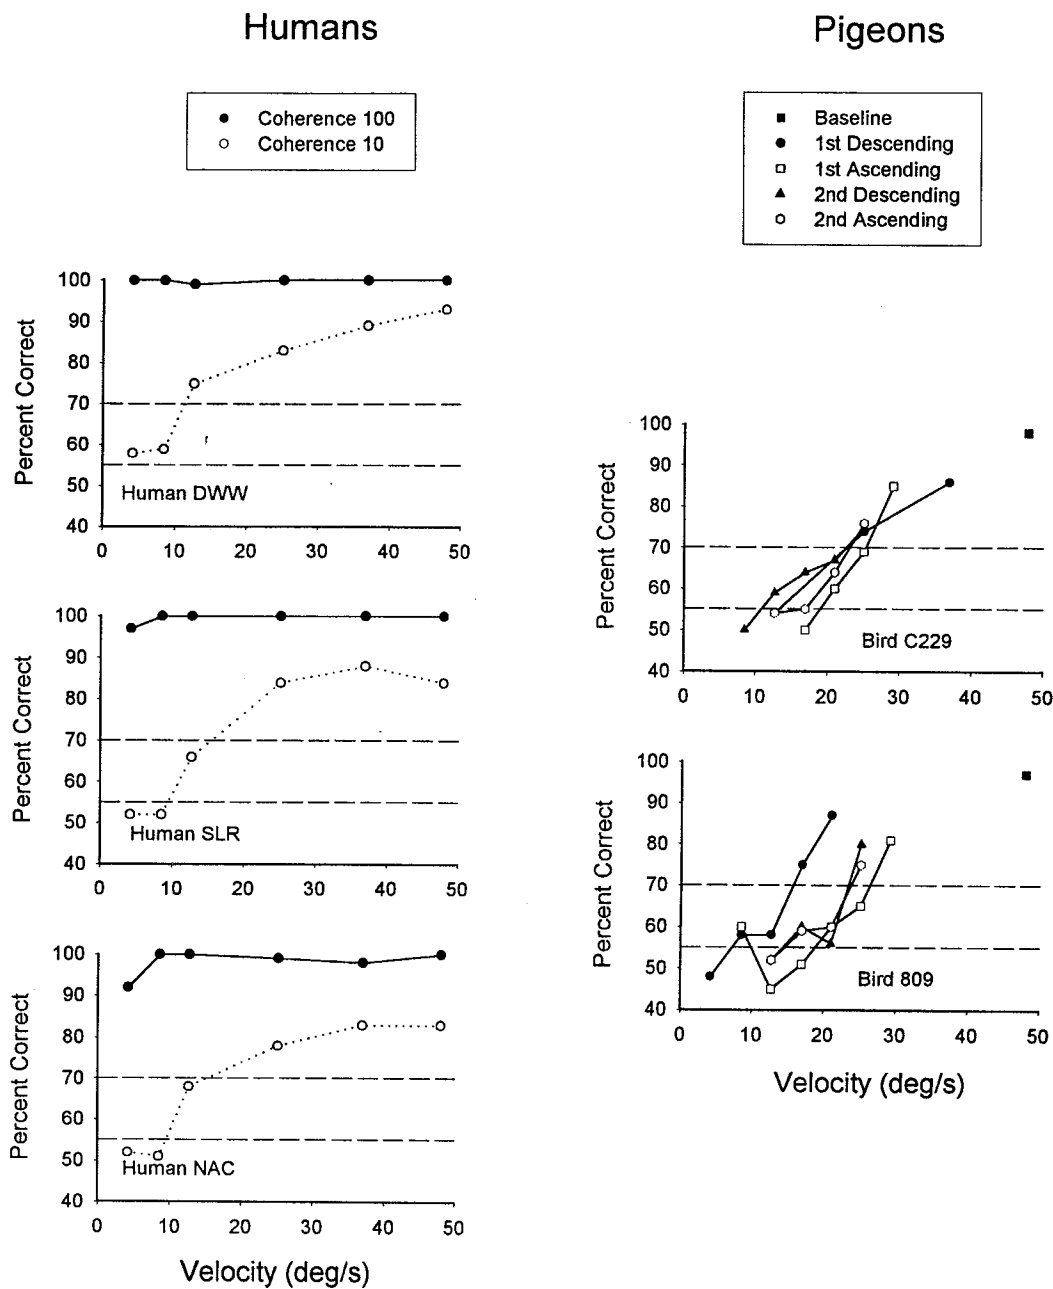 Humans
Coherence 100
Coherence 10
100
90
80
70
60
50
40
Percent Correct
Human DWW
0 10 20 30 40 50
100
90
80
70
60
50
40
Percent Correct
Human SLR
0 10 20 30 40 50
100
90
80
70
60
50
40
Percent Correct
Human NAC
0 10 20 30 40 50
Velocity (deg/s)
Pigeons
Baseline
1st Descending
1st Ascending
2nd Descending
2nd Ascending
100
90
80
70
60
50
40
Percent Correct
Bird C229
0 10 20 30 40 50
100
90
80
70
60
50
40
Percent Correct
Bird 809
0 10 20 30 40 50
Velocity (deg/s)